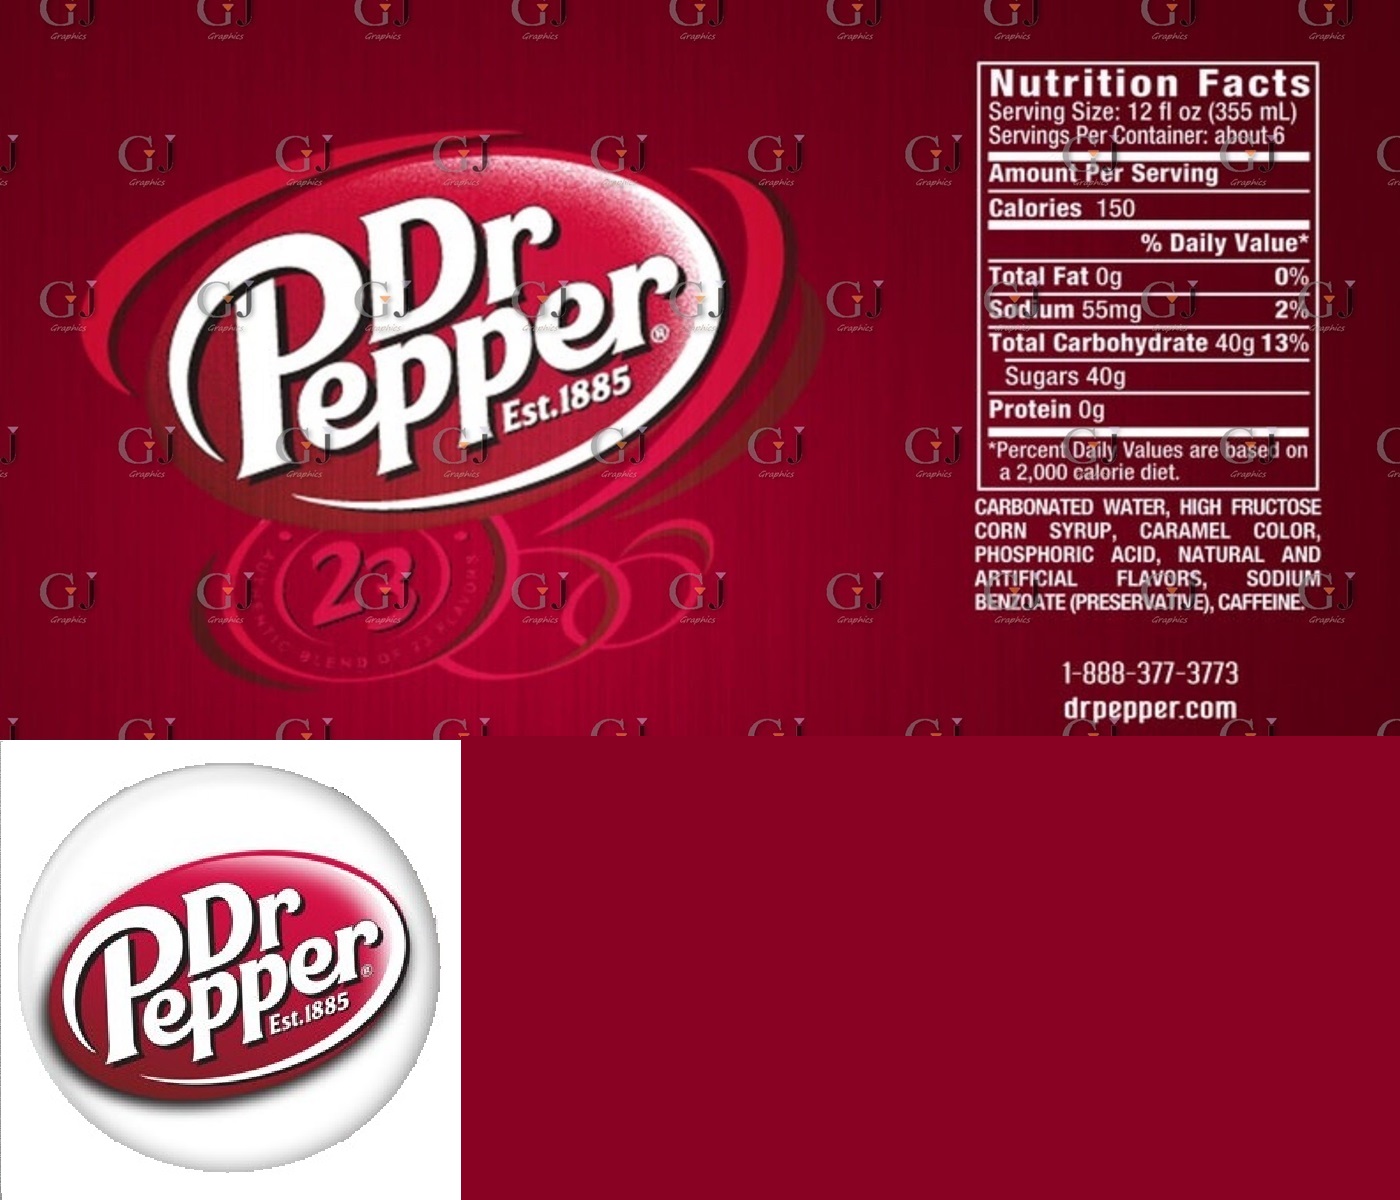 Dr
Pepper®
Est.1885
23
AUTHENTIC BLEND OF 23 FLAVORS
Nutrition Facts
Serving Size: 12 fl oz (355 mL)
Servings Per Container: about 6
Amount Per Serving
Calories 150
% Daily Value*
Total Fat 0g 0%
Sodium 55mg 2%
Total Carbohydrate 40g 13%
Sugars 40g
Protein 0g
*Percent Daily Values are based on
a 2,000 calorie diet.
CARBONATED WATER, HIGH FRUCTOSE
CORN SYRUP, CARAMEL COLOR,
PHOSPHORIC ACID, NATURAL AND
ARTIFICIAL FLAVORS, SODIUM
BENZOATE (PRESERVATIVE), CAFFEINE.
1-888-377-3773
drpepper.com
GJ
Graphics
Dr
Pepper®
Est.1885